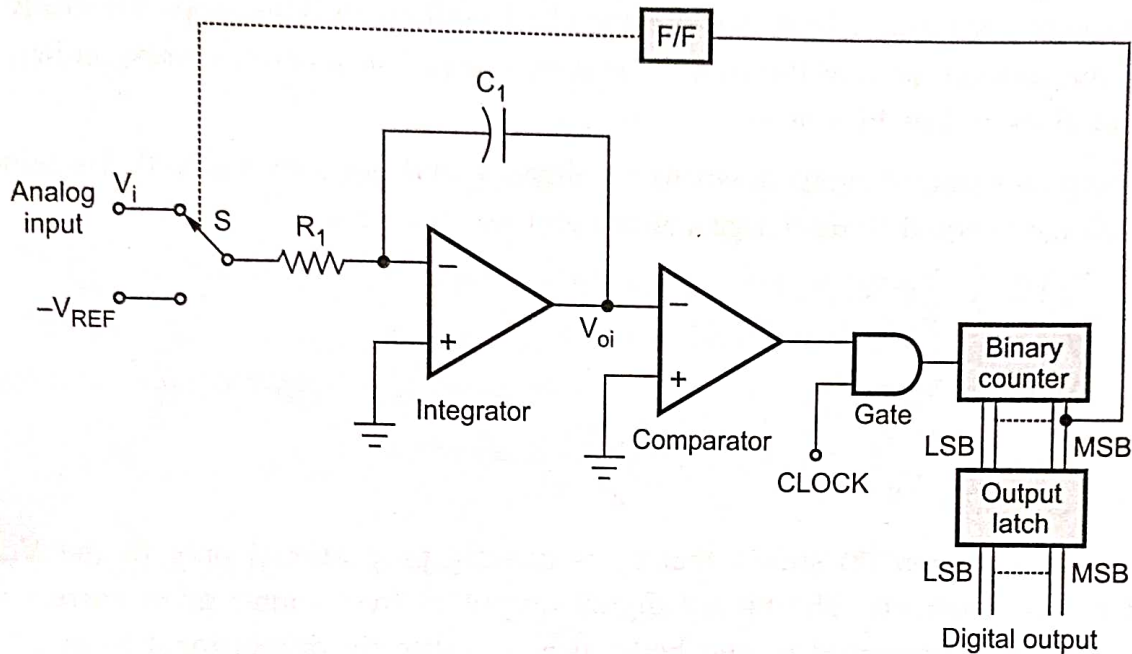 F/F
C1
Analog
input
Vi
S
R1
–VREF
−
+
Integrator
Voi
−
+
Comparator
Gate
CLOCK
Binary
counter
LSB
MSB
Output
latch
LSB
MSB
Digital output